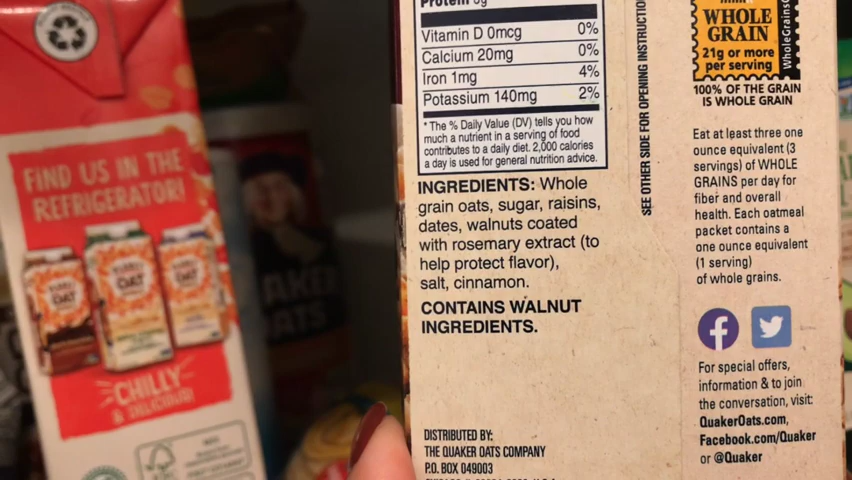 FIND US IN THE
REFRIGERATOR!
OAT
OAT
OAT
CHILLY
& DELICIOUS!
QUAKER
OATS
Protein
Vitamin D 0mcg 0%
Calcium 20mg 0%
Iron 1mg 4%
Potassium 140mg 2%
* The % Daily Value (DV) tells you how
much a nutrient in a serving of food
contributes to a daily diet. 2,000 calories
a day is used for general nutrition advice.
INGREDIENTS: Whole
grain oats, sugar, raisins,
dates, walnuts coated
with rosemary extract (to
help protect flavor),
salt, cinnamon.
CONTAINS WALNUT
INGREDIENTS.
DISTRIBUTED BY:
THE QUAKER OATS COMPANY
P.O. BOX 049003
SEE OTHER SIDE FOR OPENING INSTRUCTIO
WHOLE
GRAIN
21g or more
per serving
WholeGrains
100% OF THE GRAIN
IS WHOLE GRAIN
Eat at least three one
ounce equivalent (3
servings) of WHOLE
GRAINS per day for
fiber and overall
health. Each oatmeal
packet contains a
one ounce equivalent
(1 serving)
of whole grains.
f
For special offers,
information & to join
the conversation, visit:
QuakerOats.com,
Facebook.com/Quaker
or @Quaker